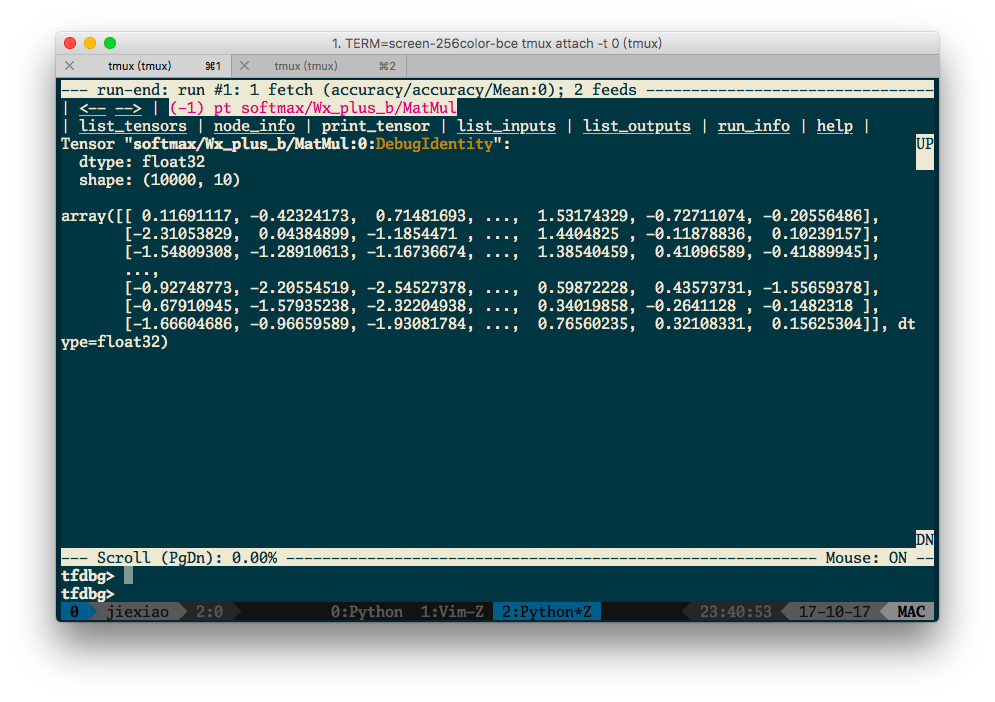 1. TERM=screen-256color-bce tmux attach -t 0 (tmux)
tmux (tmux) ⌘1 tmux (tmux) ⌘2
--- run-end: run #1: 1 fetch (accuracy/accuracy/Mean:0); 2 feeds --------------------------------
| <-- --> | (-1) pt softmax/Wx_plus_b/MatMul
| list_tensors | node_info | print_tensor | list_inputs | list_outputs | run_info | help |
Tensor "softmax/Wx_plus_b/MatMul:0:DebugIdentity": UP
  dtype: float32
  shape: (10000, 10)
array([[ 0.11691117, -0.42324173,  0.71481693, ...,  1.53174329, -0.72711074, -0.20556486],
       [-2.31053829,  0.04384899, -1.1854471 , ...,  1.4404825 , -0.11878836,  0.10239157],
       [-1.54809308, -1.28910613, -1.16736674, ...,  1.38540459,  0.41096589, -0.41889945],
       ...,
       [-0.92748773, -2.20554519, -2.54527378, ...,  0.59872228,  0.43573731, -1.55659378],
       [-0.67910945, -1.57935238, -2.32204938, ...,  0.34019858, -0.2641128 , -0.1482318 ],
       [-1.66604686, -0.96659589, -1.93081784, ...,  0.76560235,  0.32108331,  0.15625304]], dt
ype=float32)
DN
--- Scroll (PgDn): 0.00% ----------------------------------------------------------- Mouse: ON --
tfdbg>
tfdbg>
0 jiexiao 2:0 0:Python 1:Vim-Z 2:Python*Z 23:40:53 17-10-17 MAC